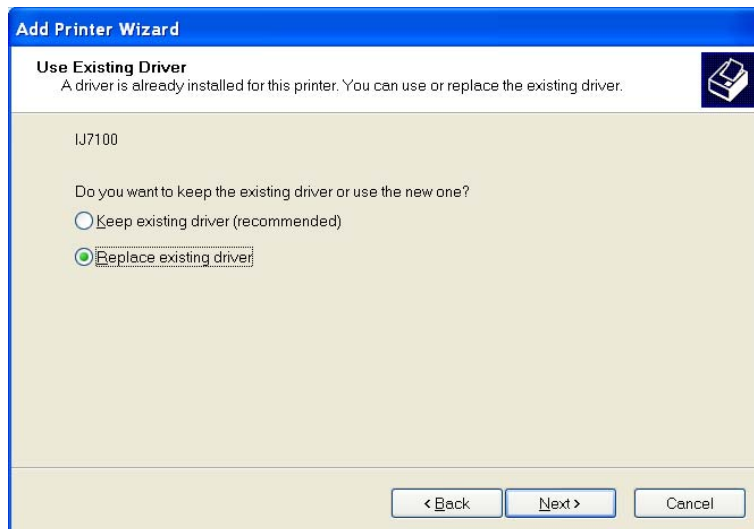 Add Printer Wizard
Use Existing Driver
A driver is already installed for this printer. You can use or replace the existing driver.
IJ7100
Do you want to keep the existing driver or use the new one?
Keep existing driver (recommended)
Replace existing driver
< Back
Next >
Cancel